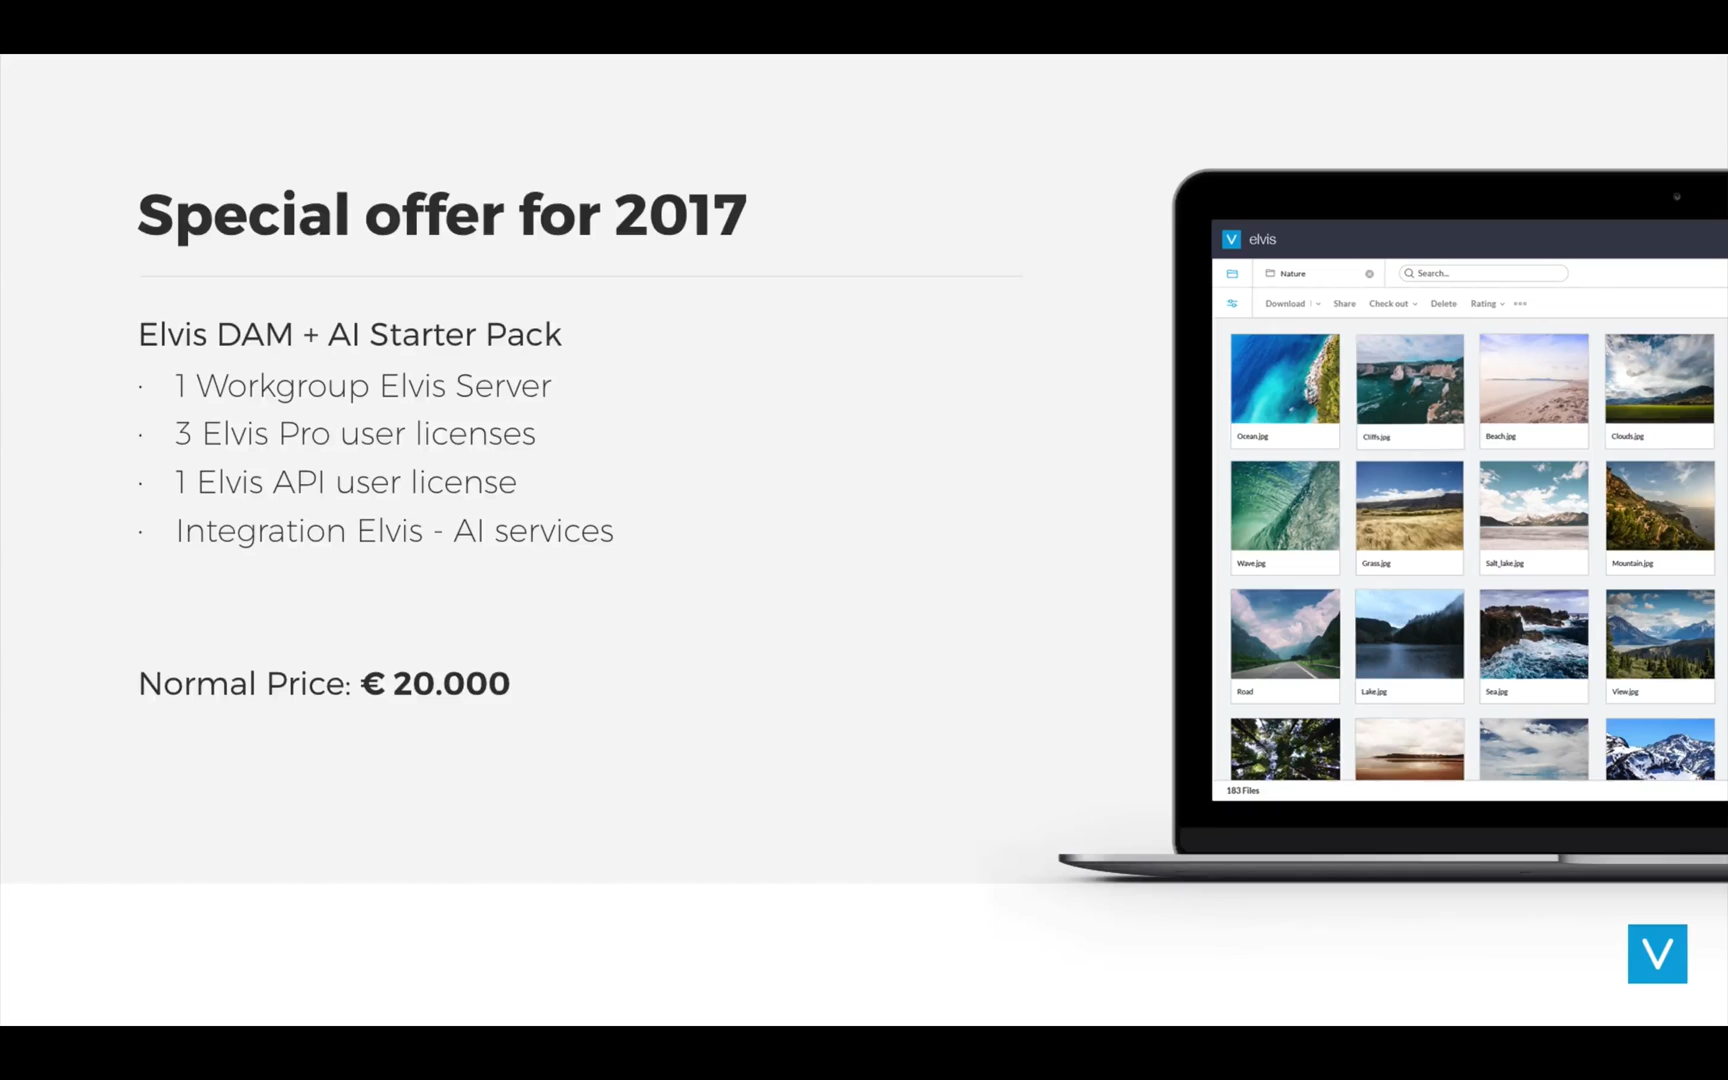 Special offer for 2017
Elvis DAM + AI Starter Pack
· 1 Workgroup Elvis Server
· 3 Elvis Pro user licenses
· 1 Elvis API user license
· Integration Elvis - AI services
Normal Price: € 20.000
V elvis
Nature Search...
Download Share Check out Delete Rating
Ocean.jpg Cliffs.jpg Beach.jpg Clouds.jpg
Wave.jpg Grass.jpg Salt_lake.jpg Mountain.jpg
Road Lake.jpg Sea.jpg View.jpg
183 Files
V